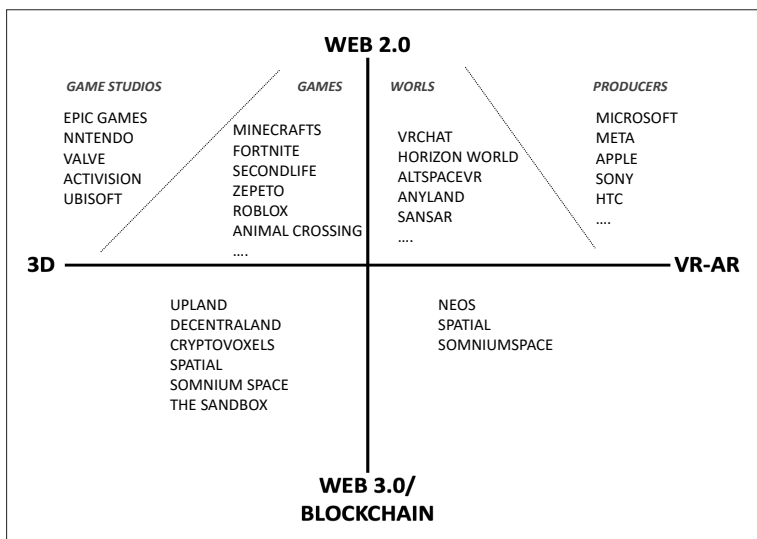 WEB 2.0
GAME STUDIOS
EPIC GAMES
NNTENDO
VALVE
ACTIVISION
UBISOFT
GAMES
MINECRAFTS
FORTNITE
SECONDLIFE
ZEPETO
ROBLOX
ANIMAL CROSSING
....
WORLS
VRCHAT
HORIZON WORLD
ALTSPACEVR
ANYLAND
SANSAR
....
PRODUCERS
MICROSOFT
META
APPLE
SONY
HTC
....
3D
VR-AR
UPLAND
DECENTRALAND
CRYPTOVOXELS
SPATIAL
SOMNIUM SPACE
THE SANDBOX
NEOS
SPATIAL
SOMNIUMSPACE
WEB 3.0/
BLOCKCHAIN